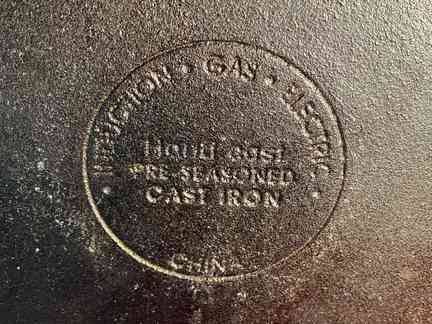 INDUCTION • GAS • ELECTRIC
cast
PRE-SEASONED
CAST IRON
CHINA